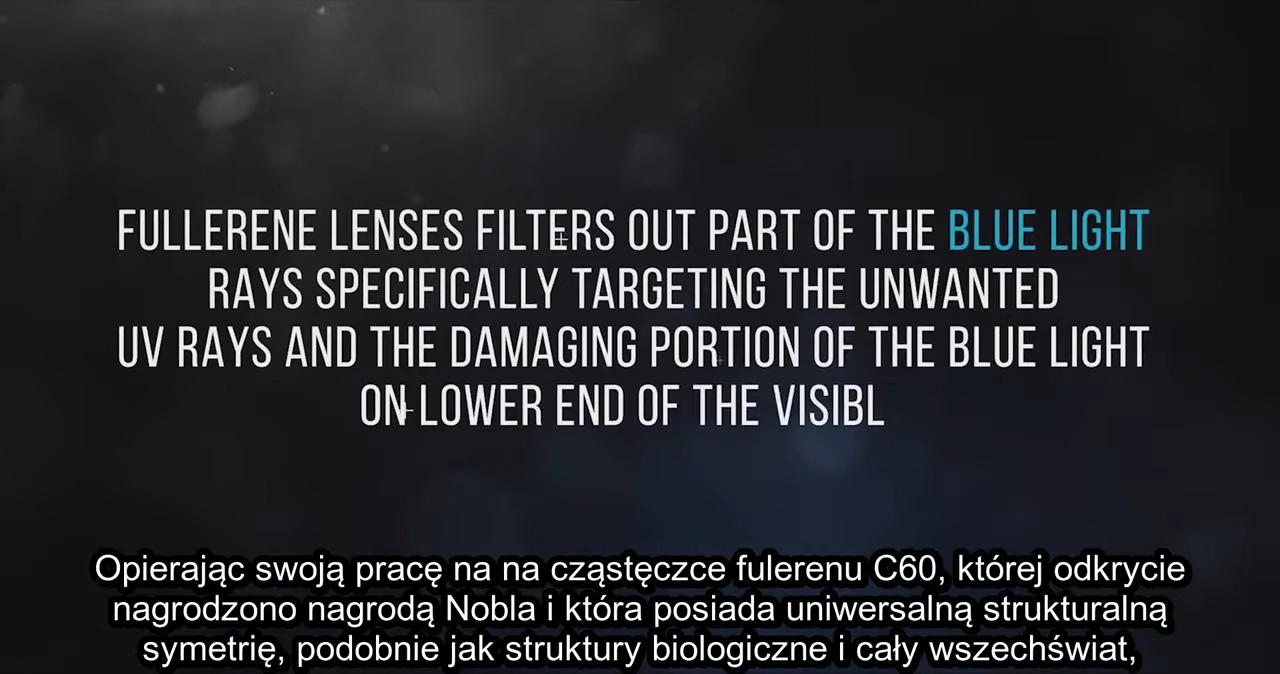 FULLERENE LENSES FILTERS OUT PART OF THE BLUE LIGHT
RAYS SPECIFICALLY TARGETING THE UNWANTED
UV RAYS AND THE DAMAGING PORTION OF THE BLUE LIGHT
ON LOWER END OF THE VISIBL
Opierając swoją pracę na na cząstęczce fulerenu C60, której odkrycie
nagrodzono nagrodą Nobla i która posiada uniwersalną strukturalną
symetrię, podobnie jak struktury biologiczne i cały wszechświat,